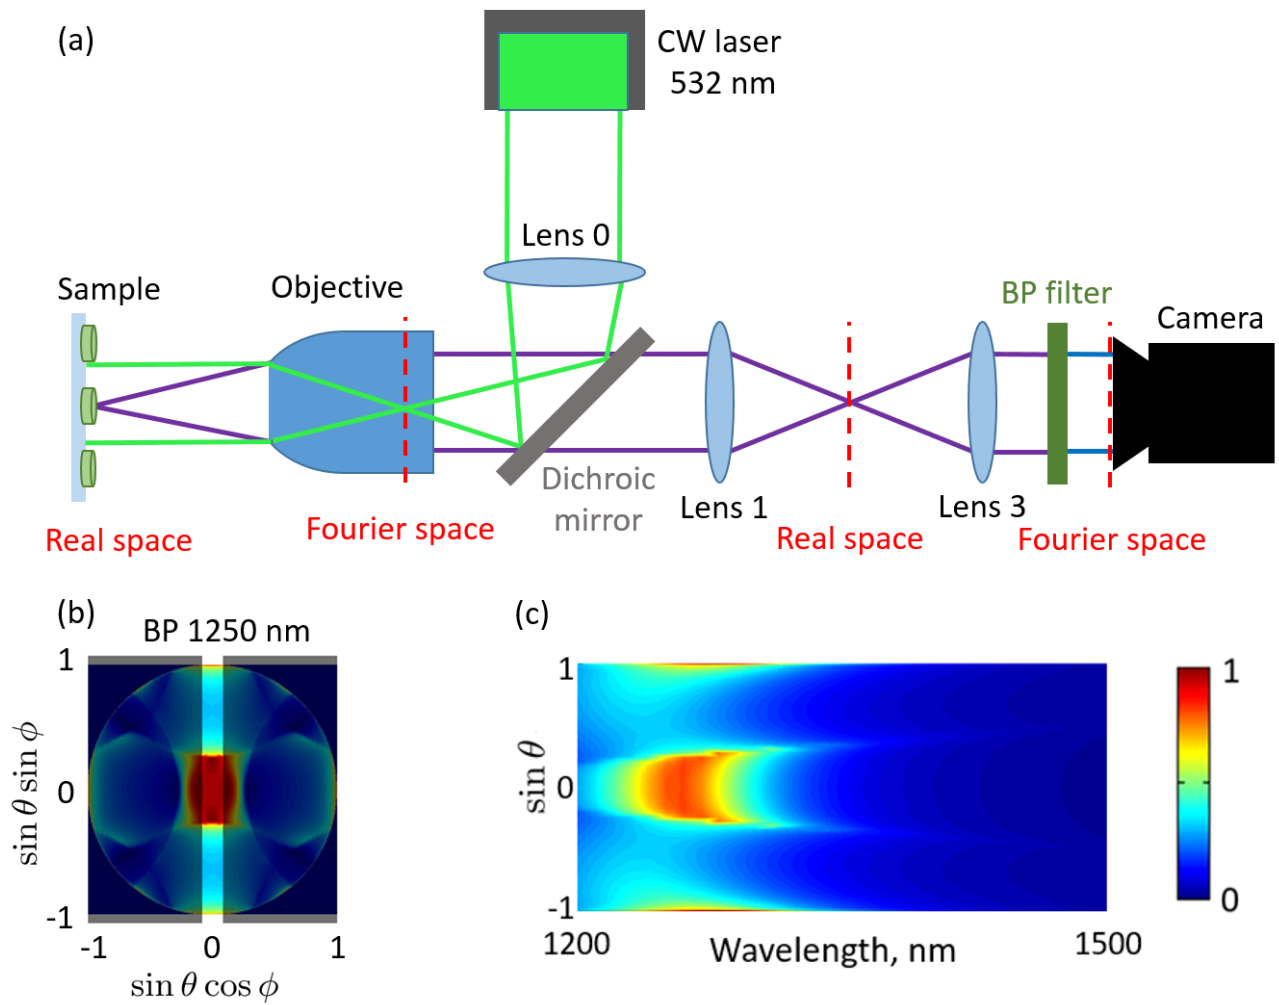 (a)
CW laser
532 nm
Lens 0
Sample
Objective
BP filter
Camera
Dichroic
mirror
Lens 1
Lens 3
Real space
Fourier space
Real space
Fourier space
(b)
BP 1250 nm
1
0
-1
sin θ sin ϕ
-1
0
1
sin θ cos ϕ
(c)
1
0
-1
sin θ
1200
Wavelength, nm
1500
1
0